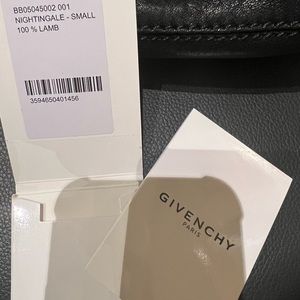 BB05045002 001
NIGHTINGALE - SMALL
100 % LAMB
3594650401456
GIVENCHY
PARIS